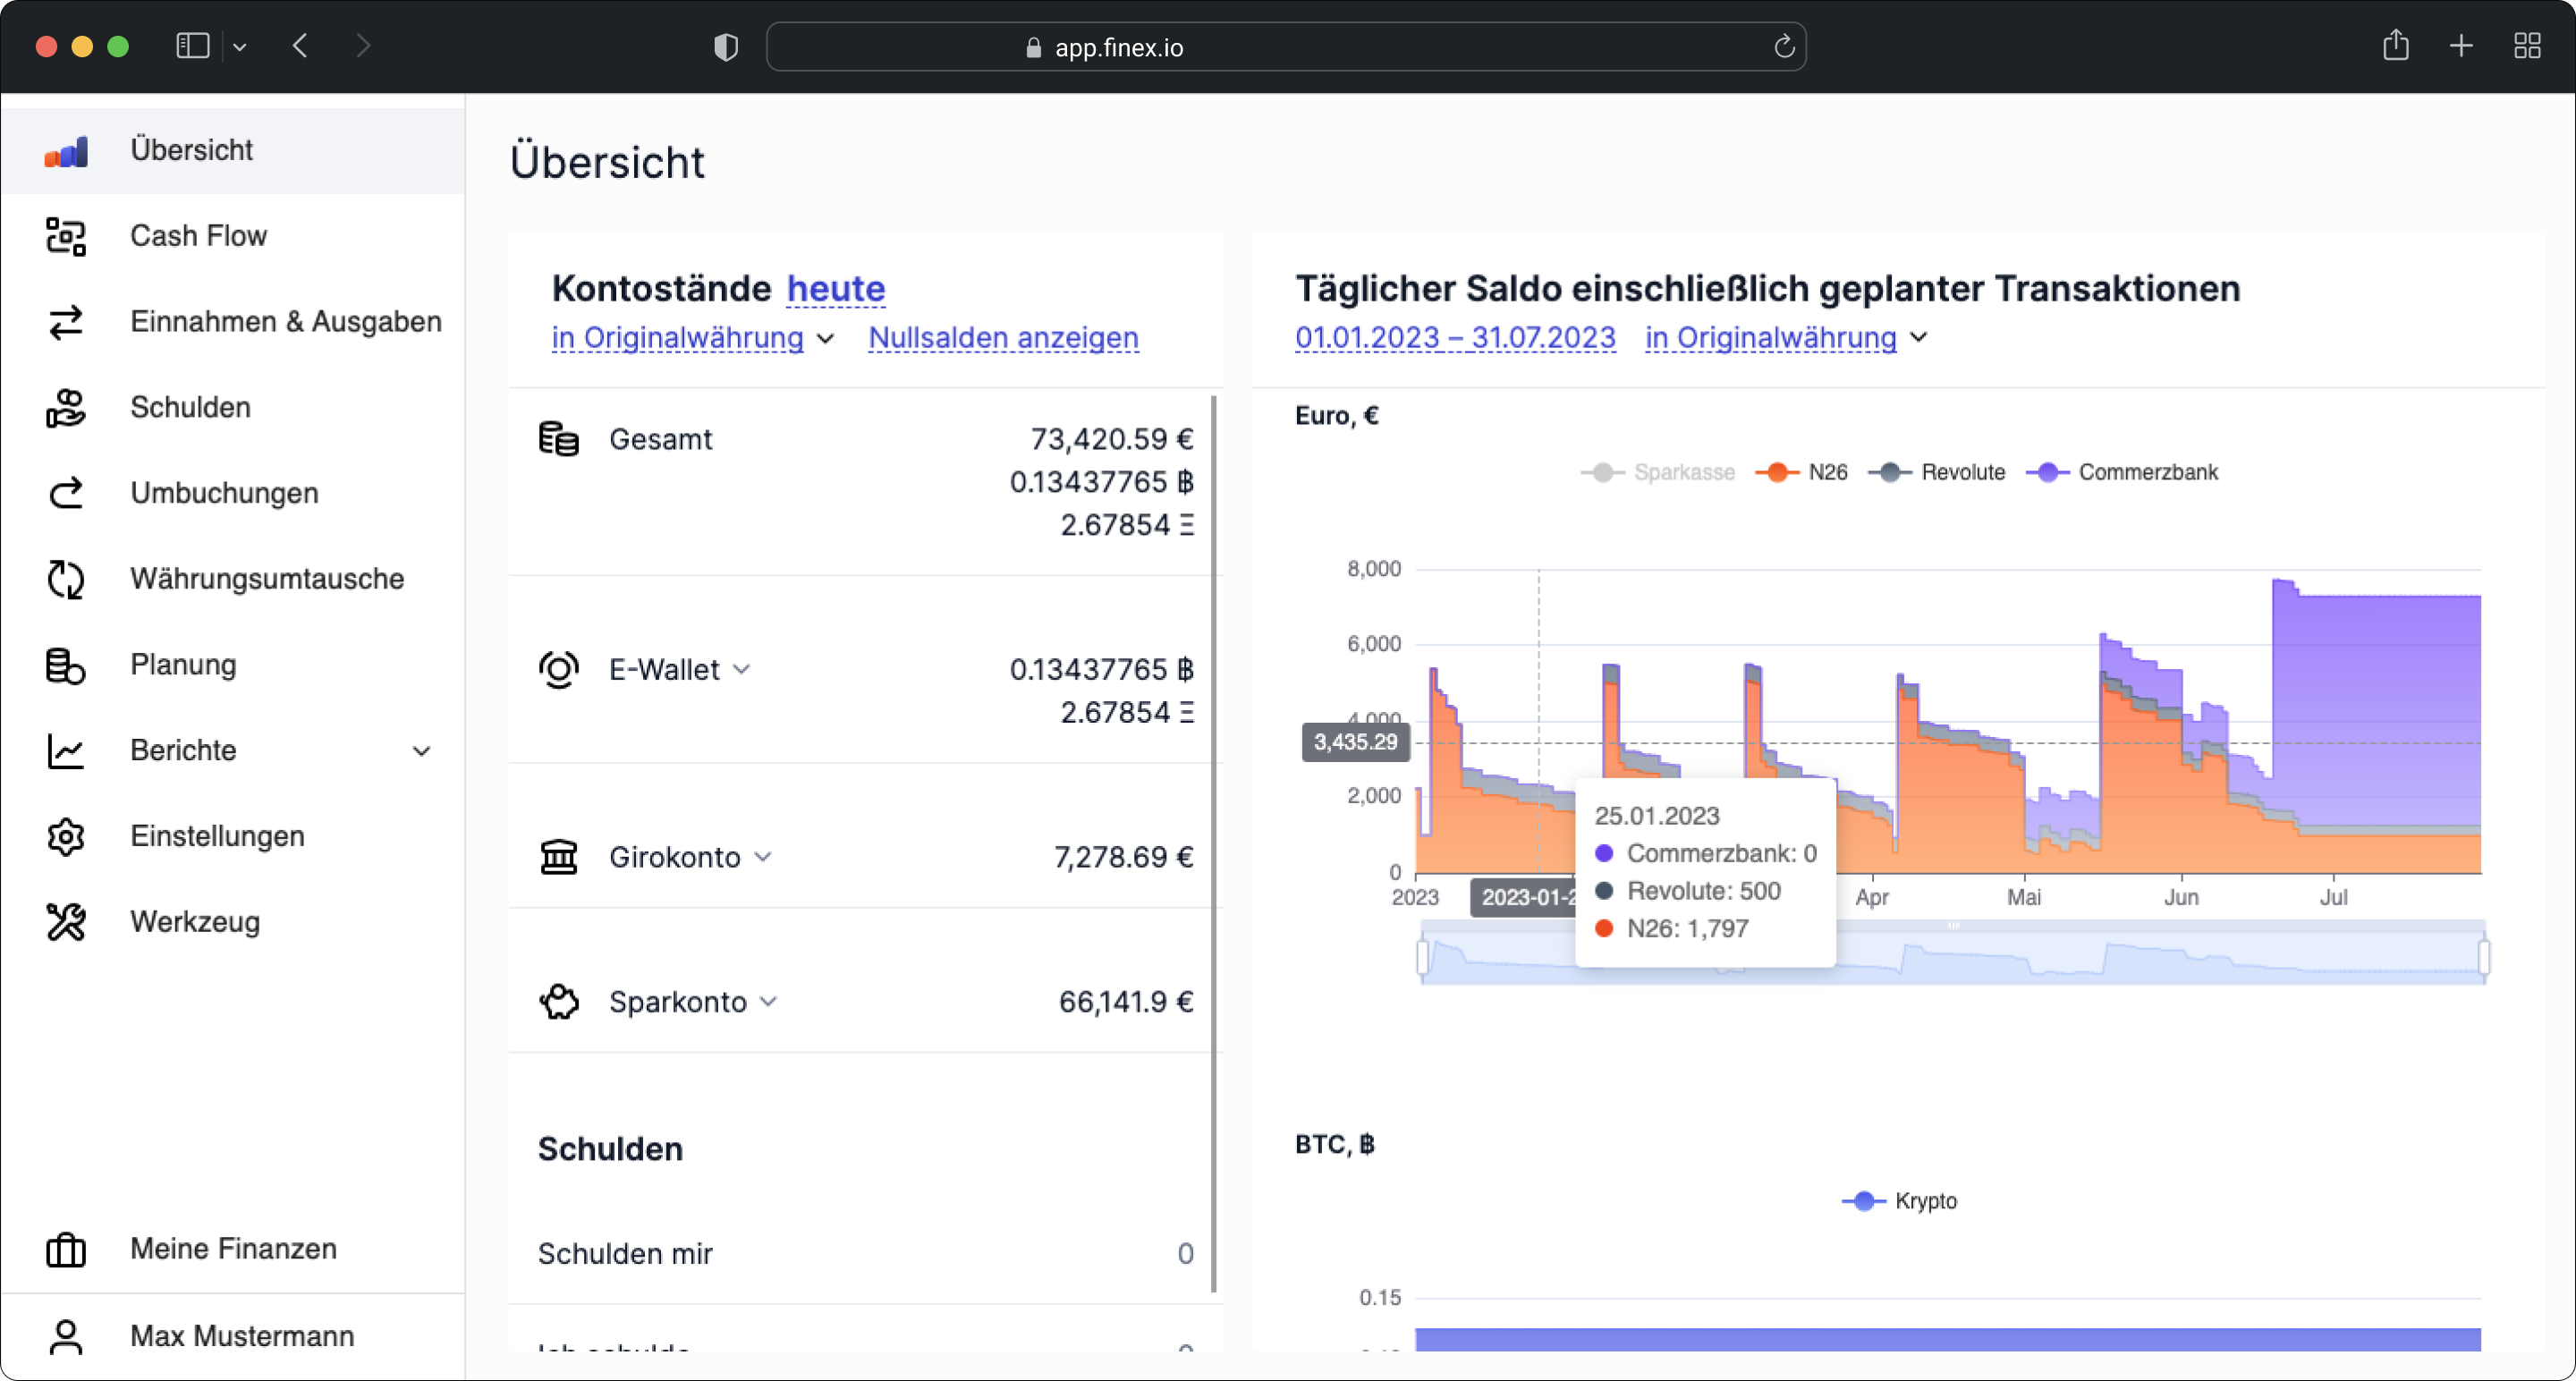 app.finex.io
Übersicht
Cash Flow
Einnahmen & Ausgaben
Schulden
Umbuchungen
Währungsumtausche
Planung
Berichte
Einstellungen
Werkzeug
Meine Finanzen
Max Mustermann
Übersicht
Kontostände heute
in Originalwährung Nullsalden anzeigen
Gesamt 73,420.59 €
0.13437765 ₿
2.67854 Ξ
E-Wallet 0.13437765 ₿
2.67854 Ξ
Girokonto 7,278.69 €
Sparkonto 66,141.9 €
Schulden
Schulden mir 0
Täglicher Saldo einschließlich geplanter Transaktionen
01.01.2023 – 31.07.2023 in Originalwährung
Euro, €
Sparkasse N26 Revolute Commerzbank
8,000
6,000
4,000
3,435.29
2,000
0
2023 2023-01-2 Apr Mai Jun Jul
25.01.2023
Commerzbank: 0
Revolute: 500
N26: 1,797
BTC, ₿
Krypto
0.15